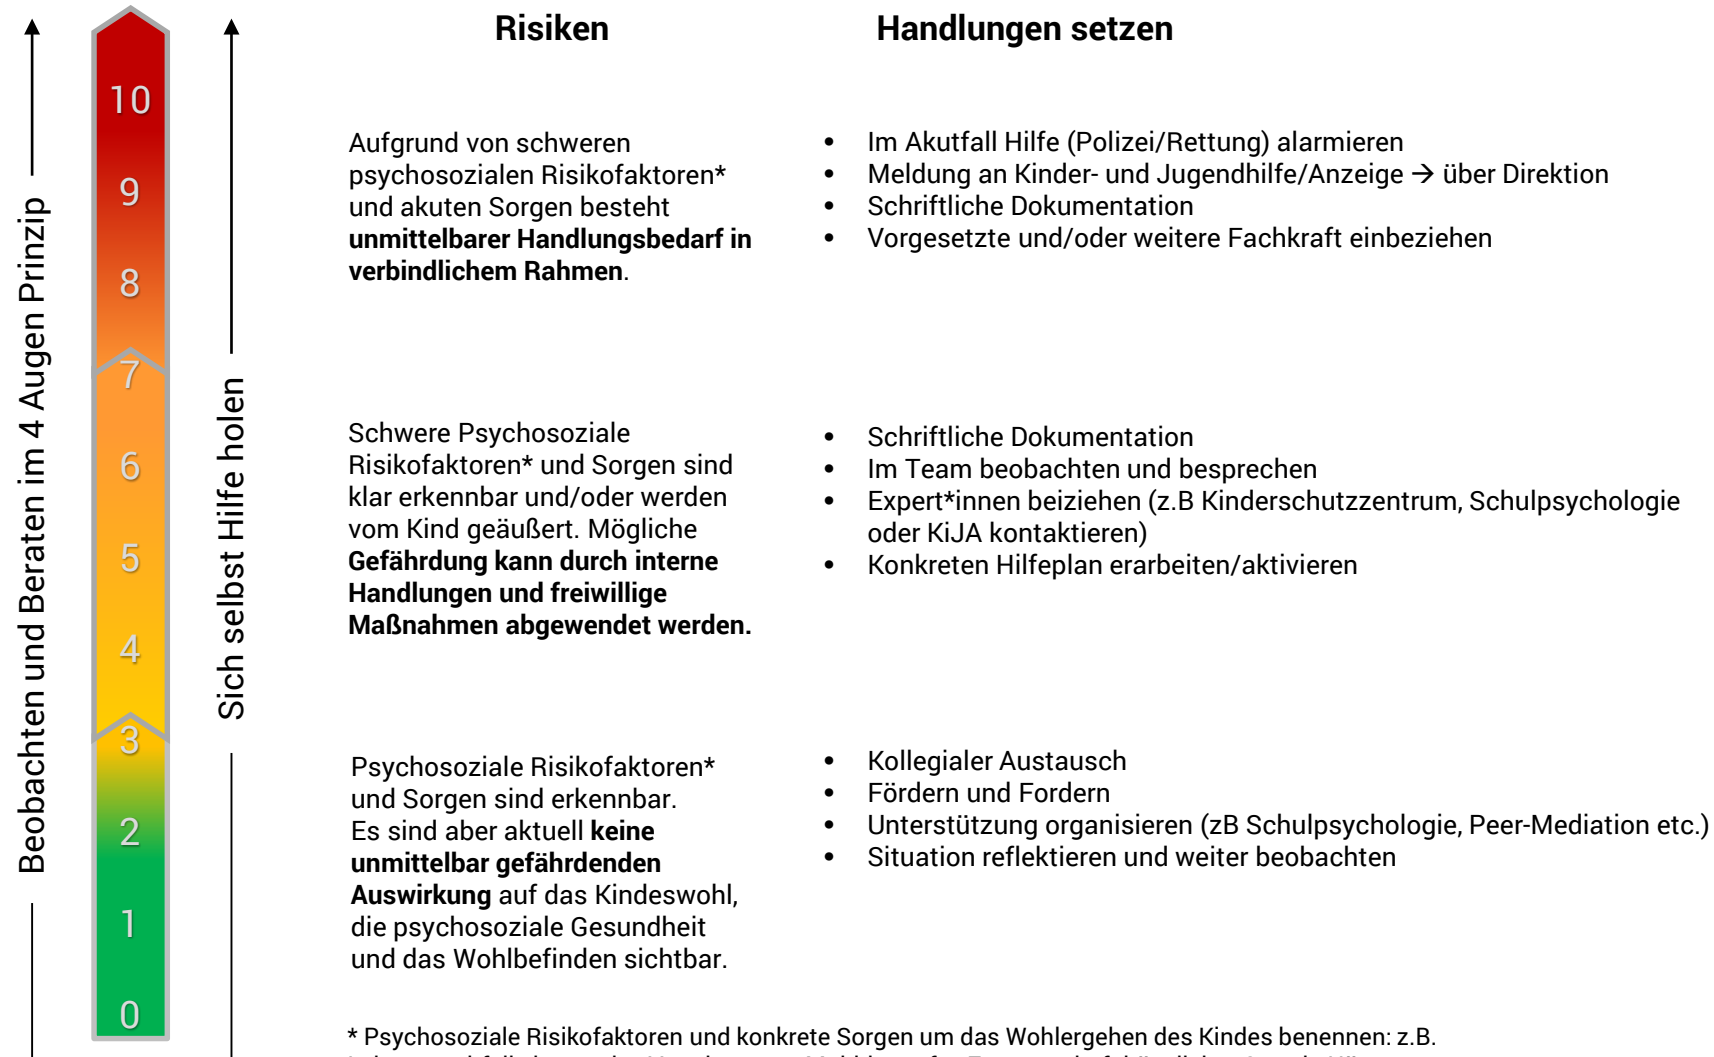 Risiken
Handlungen setzen
Beobachten und Beraten im 4 Augen Prinzip
Sich selbst Hilfe holen
10
9
8
7
6
5
4
3
2
1
0
Aufgrund von schweren
psychosozialen Risikofaktoren*
und akuten Sorgen besteht
unmittelbarer Handlungsbedarf in
verbindlichem Rahmen.
• Im Akutfall Hilfe (Polizei/Rettung) alarmieren
• Meldung an Kinder- und Jugendhilfe/Anzeige → über Direktion
• Schriftliche Dokumentation
• Vorgesetzte und/oder weitere Fachkraft einbeziehen
Schwere Psychosoziale
Risikofaktoren* und Sorgen sind
klar erkennbar und/oder werden
vom Kind geäußert. Mögliche
Gefährdung kann durch interne
Handlungen und freiwillige
Maßnahmen abgewendet werden.
• Schriftliche Dokumentation
• Im Team beobachten und besprechen
• Expert*innen beiziehen (z.B Kinderschutzzentrum, Schulpsychologie
oder KiJA kontaktieren)
• Konkreten Hilfeplan erarbeiten/aktivieren
Psychosoziale Risikofaktoren*
und Sorgen sind erkennbar.
Es sind aber aktuell keine
unmittelbar gefährdenden
Auswirkung auf das Kindeswohl,
die psychosoziale Gesundheit
und das Wohlbefinden sichtbar.
• Kollegialer Austausch
• Fördern und Fordern
• Unterstützung organisieren (zB Schulpsychologie, Peer-Mediation etc.)
• Situation reflektieren und weiter beobachten
* Psychosoziale Risikofaktoren und konkrete Sorgen um das Wohlergehen des Kindes benennen: z.B.